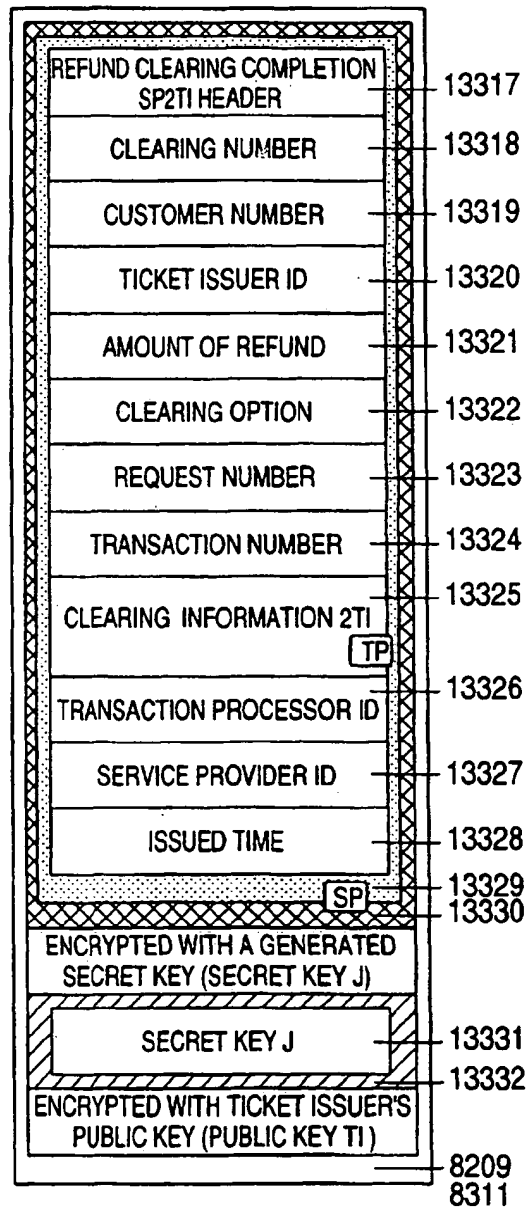 REFUND CLEARING COMPLETION
SP2TI HEADER
13317
CLEARING NUMBER
13318
CUSTOMER NUMBER
13319
TICKET ISSUER ID
13320
AMOUNT OF REFUND
13321
CLEARING OPTION
13322
REQUEST NUMBER
13323
TRANSACTION NUMBER
13324
13325
CLEARING INFORMATION 2TI
TP
13326
TRANSACTION PROCESSOR ID
SERVICE PROVIDER ID
13327
ISSUED TIME
13328
13329
SP
13330
ENCRYPTED WITH A GENERATED
SECRET KEY (SECRET KEY J)
SECRET KEY J
13331
13332
ENCRYPTED WITH TICKET ISSUER'S
PUBLIC KEY (PUBLIC KEY TI)
8209
8311